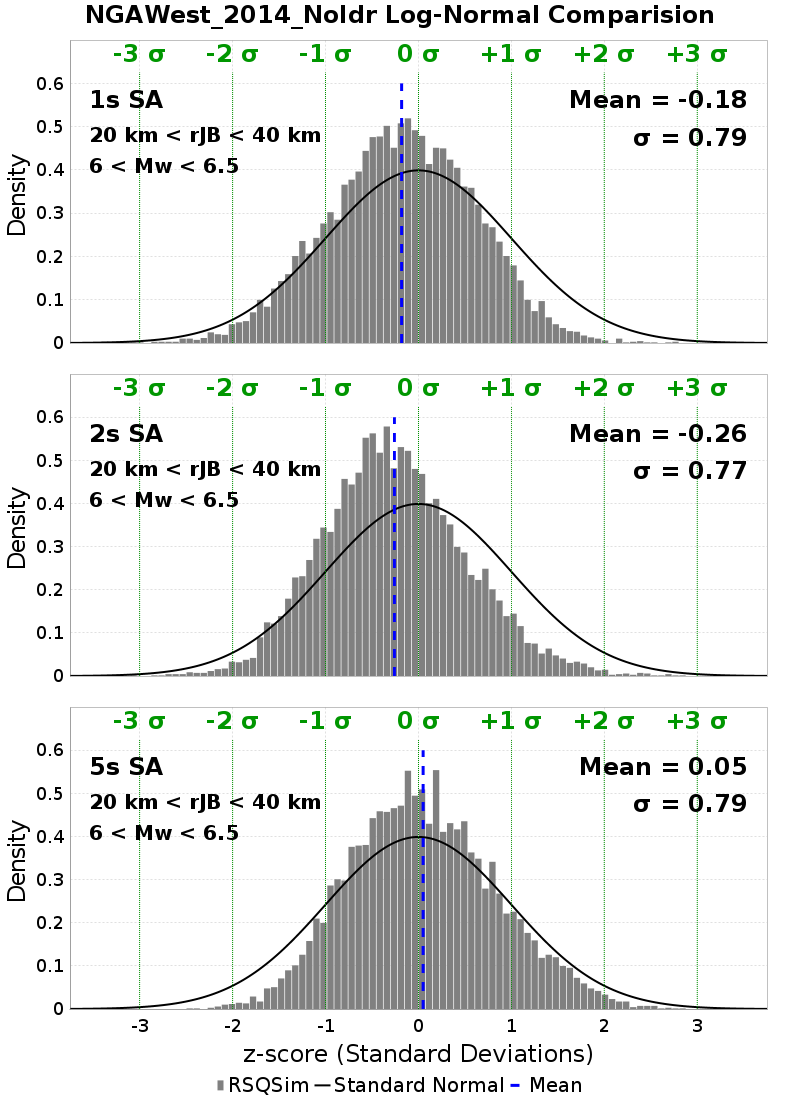 NGAWest_2014_NoIdr Log-Normal Comparision
-3 σ -2 σ -1 σ 0 σ +1 σ +2 σ +3 σ
0.6
1s SA
Mean = -0.18
0.5
20 km < rJB < 40 km
σ = 0.79
6 < Mw < 6.5
0.4
Density
0.3
0.2
0.1
0
-3 σ -2 σ -1 σ 0 σ +1 σ +2 σ +3 σ
0.6
2s SA
Mean = -0.26
0.5
20 km < rJB < 40 km
σ = 0.77
6 < Mw < 6.5
0.4
Density
0.3
0.2
0.1
0
-3 σ -2 σ -1 σ 0 σ +1 σ +2 σ +3 σ
0.6
5s SA
Mean = 0.05
0.5
20 km < rJB < 40 km
σ = 0.79
6 < Mw < 6.5
0.4
Density
0.3
0.2
0.1
0
-3 -2 -1 0 1 2 3
z-score (Standard Deviations)
RSQSim Standard Normal Mean